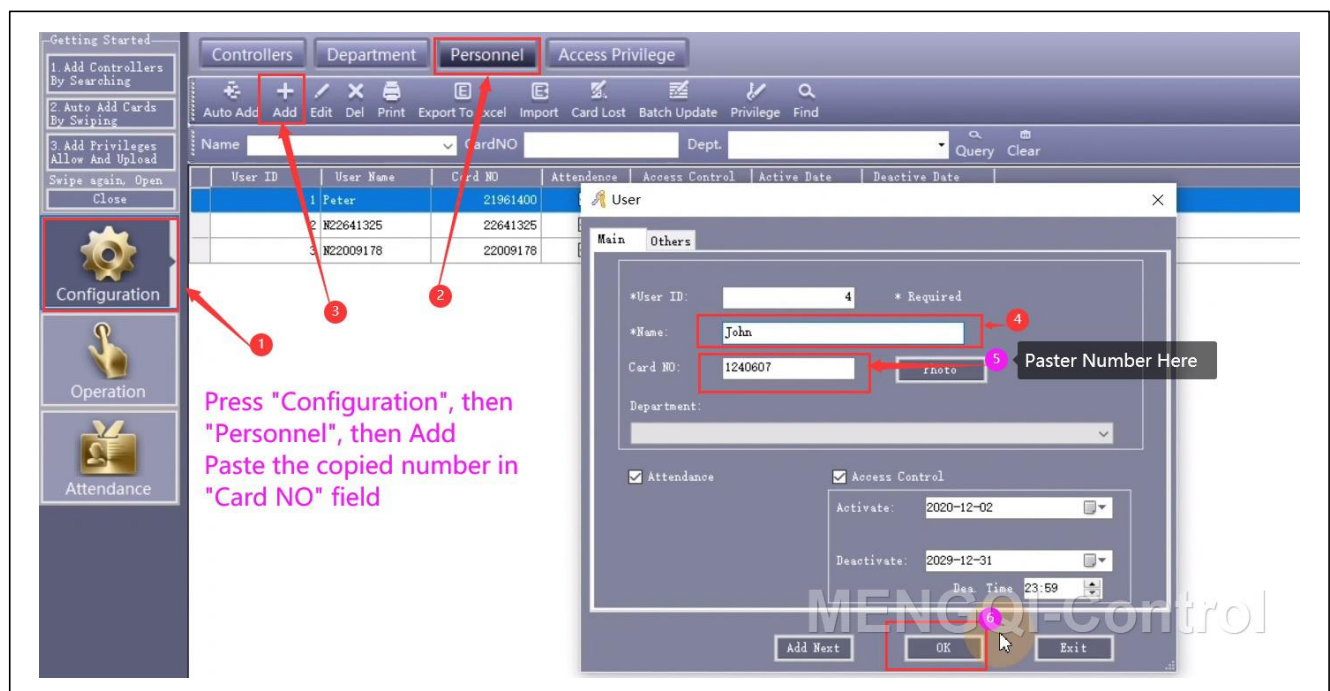 Getting Started
1.Add Controllers
By Searching
2.Auto Add Cards
By Swiping
3.Add Privileges
Allow And Upload
Swipe again, Open
Close
Configuration
Operation
Attendance
Controllers Department Personnel Access Privilege
Auto Add Add Edit Del Print Export To Excel Import Card Lost Batch Update Privilege Find
Name CardNO Dept. Query Clear
User ID User Name Card NO Attendence Access Control Active Date Deactive Date
1 Peter 21961400
2 N22641325 22641325
3 N22009178 22009178
1
2
3
Press "Configuration", then
"Personnel", then Add
Paste the copied number in
"Card NO" field
User
Main Others
*User ID: 4 * Required
*Name: John
4
Card NO: 1240607 Photo
5 Paster Number Here
Department:
Attendance Access Control
Activate: 2020-12-02
Deactivate: 2029-12-31
Dea. Time 23:59
MENGQI-Control
6
Add Next OK Exit